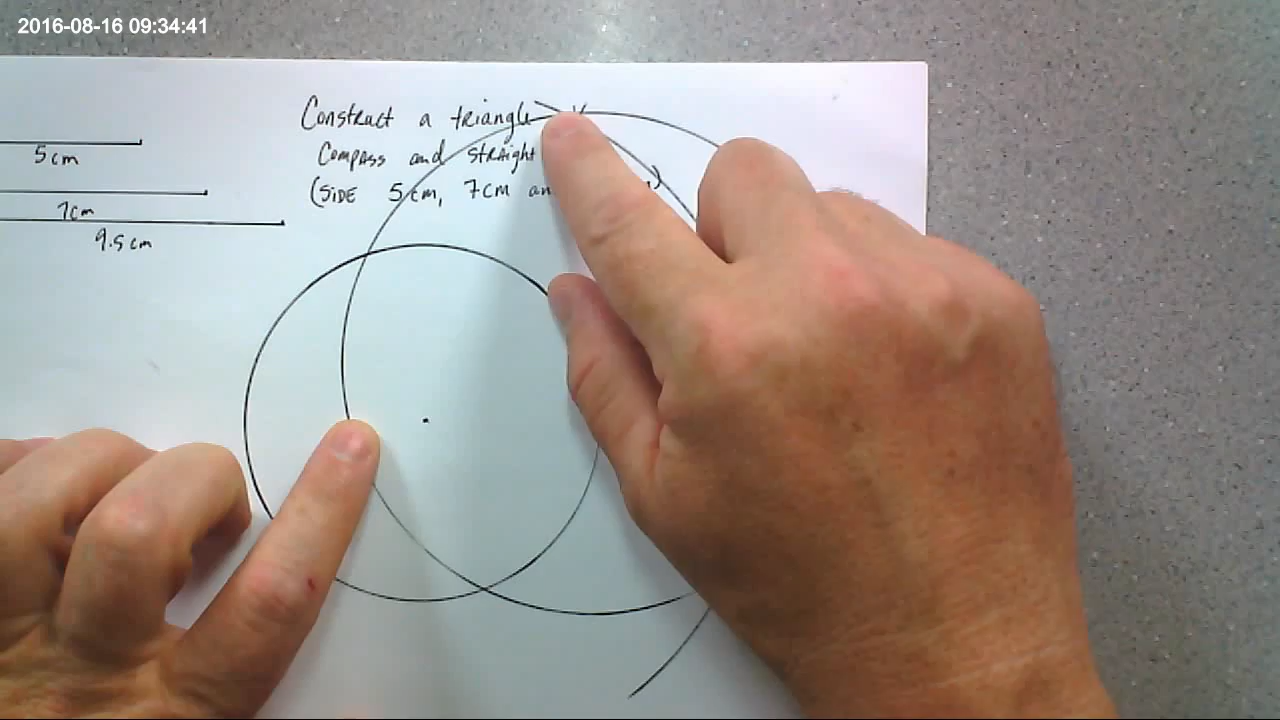 2016-08-16 09:34:41
Construct a triangle
Compass and straight
(SIDE 5cm, 7cm an
5cm
7cm
9.5cm